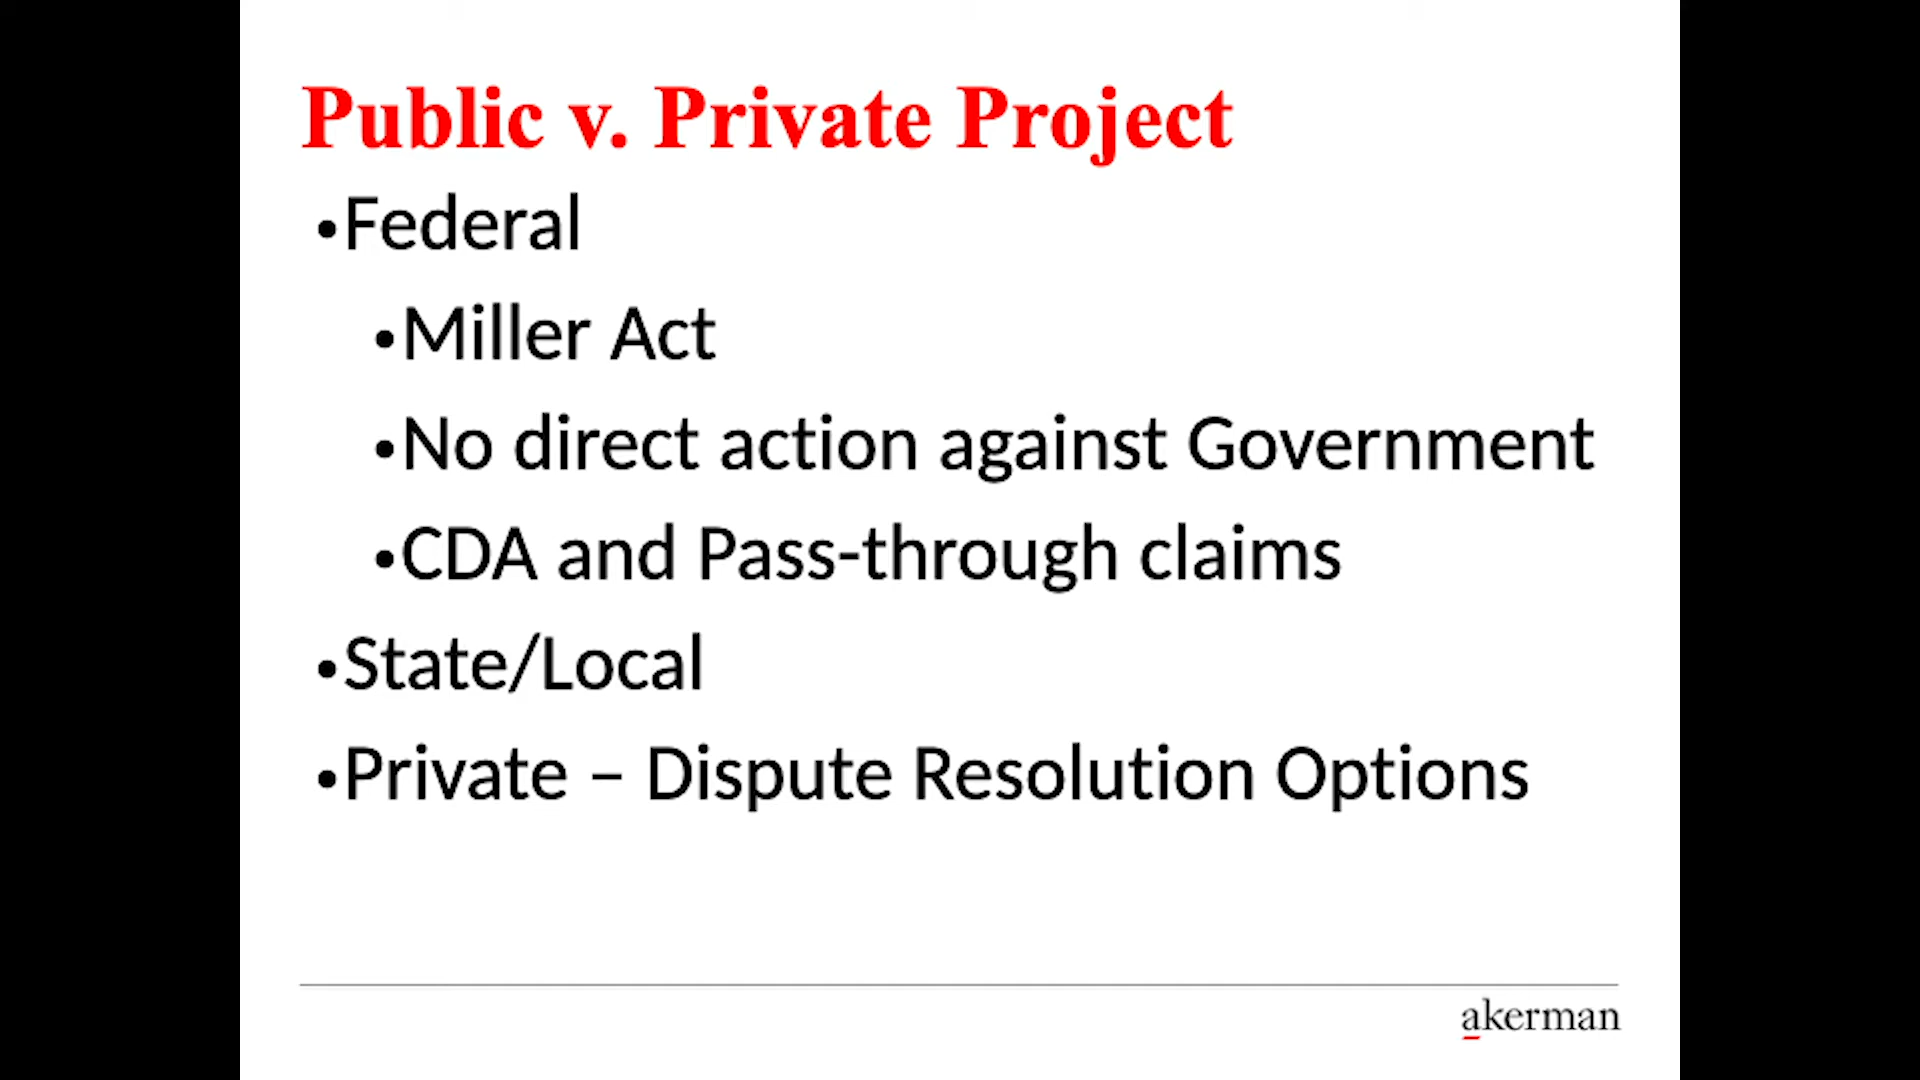 Public v. Private Project
•Federal
•Miller Act
•No direct action against Government
•CDA and Pass-through claims
•State/Local
•Private – Dispute Resolution Options
akerman